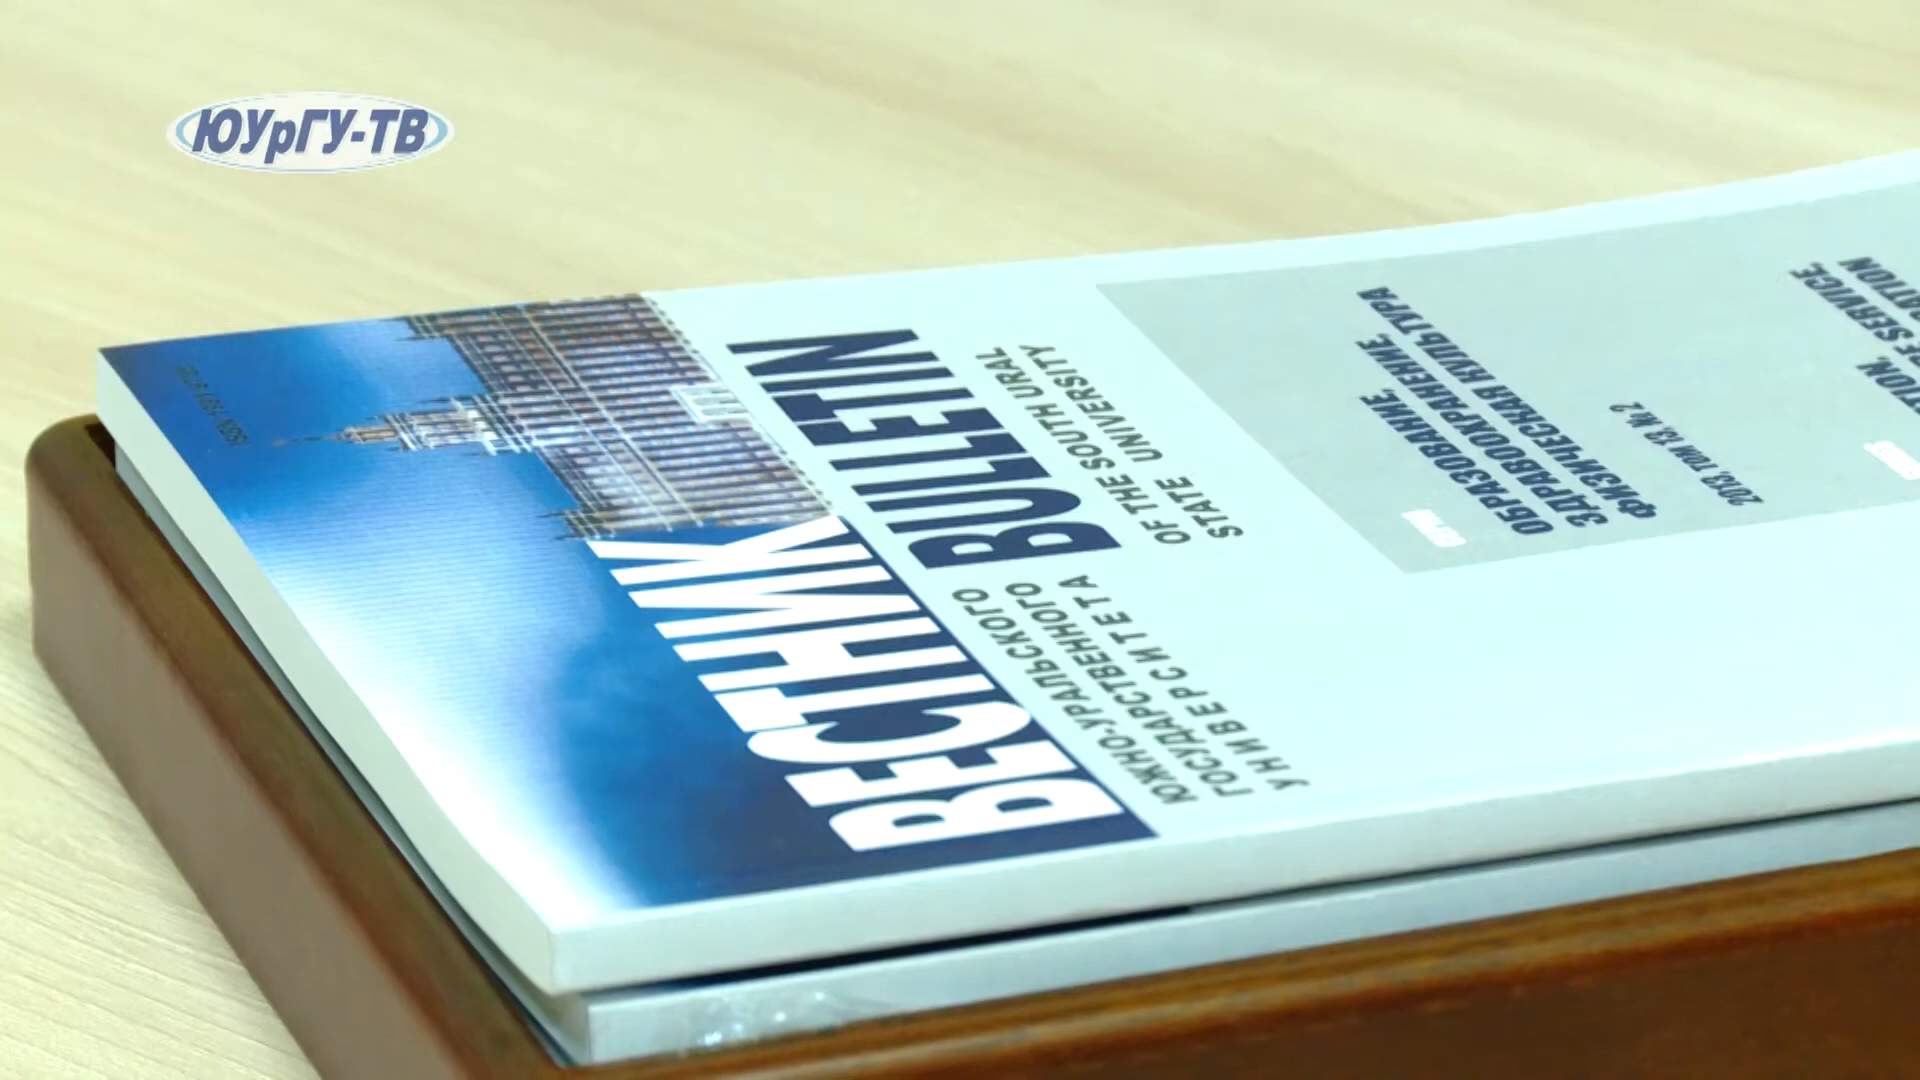 ЮУрГУ-ТВ
ВЕСТНИК
ЮЖНО-УРАЛЬСКОГО
ГОСУДАРСТВЕННОГО
УНИВЕРСИТЕТА
BULLETIN
OF THE SOUTH URAL
STATE UNIVERSITY
ОБРАЗОВАНИЕ,
ЗДРАВООХРАНЕНИЕ,
ФИЗИЧЕСКАЯ КУЛЬТУРА
2013, ТОМ 13, № 2
SERVICE,